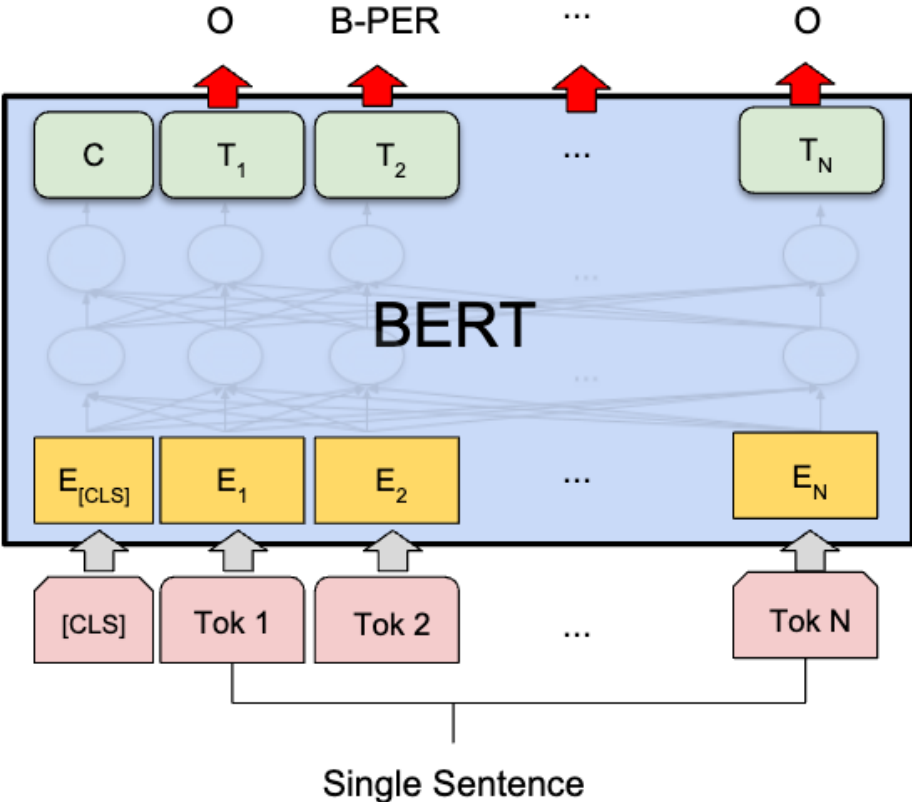 O B-PER ... O
C T1 T2 ... TN
...
BERT
...
E[CLS] E1 E2 ... EN
[CLS] Tok 1 Tok 2 ... Tok N
Single Sentence